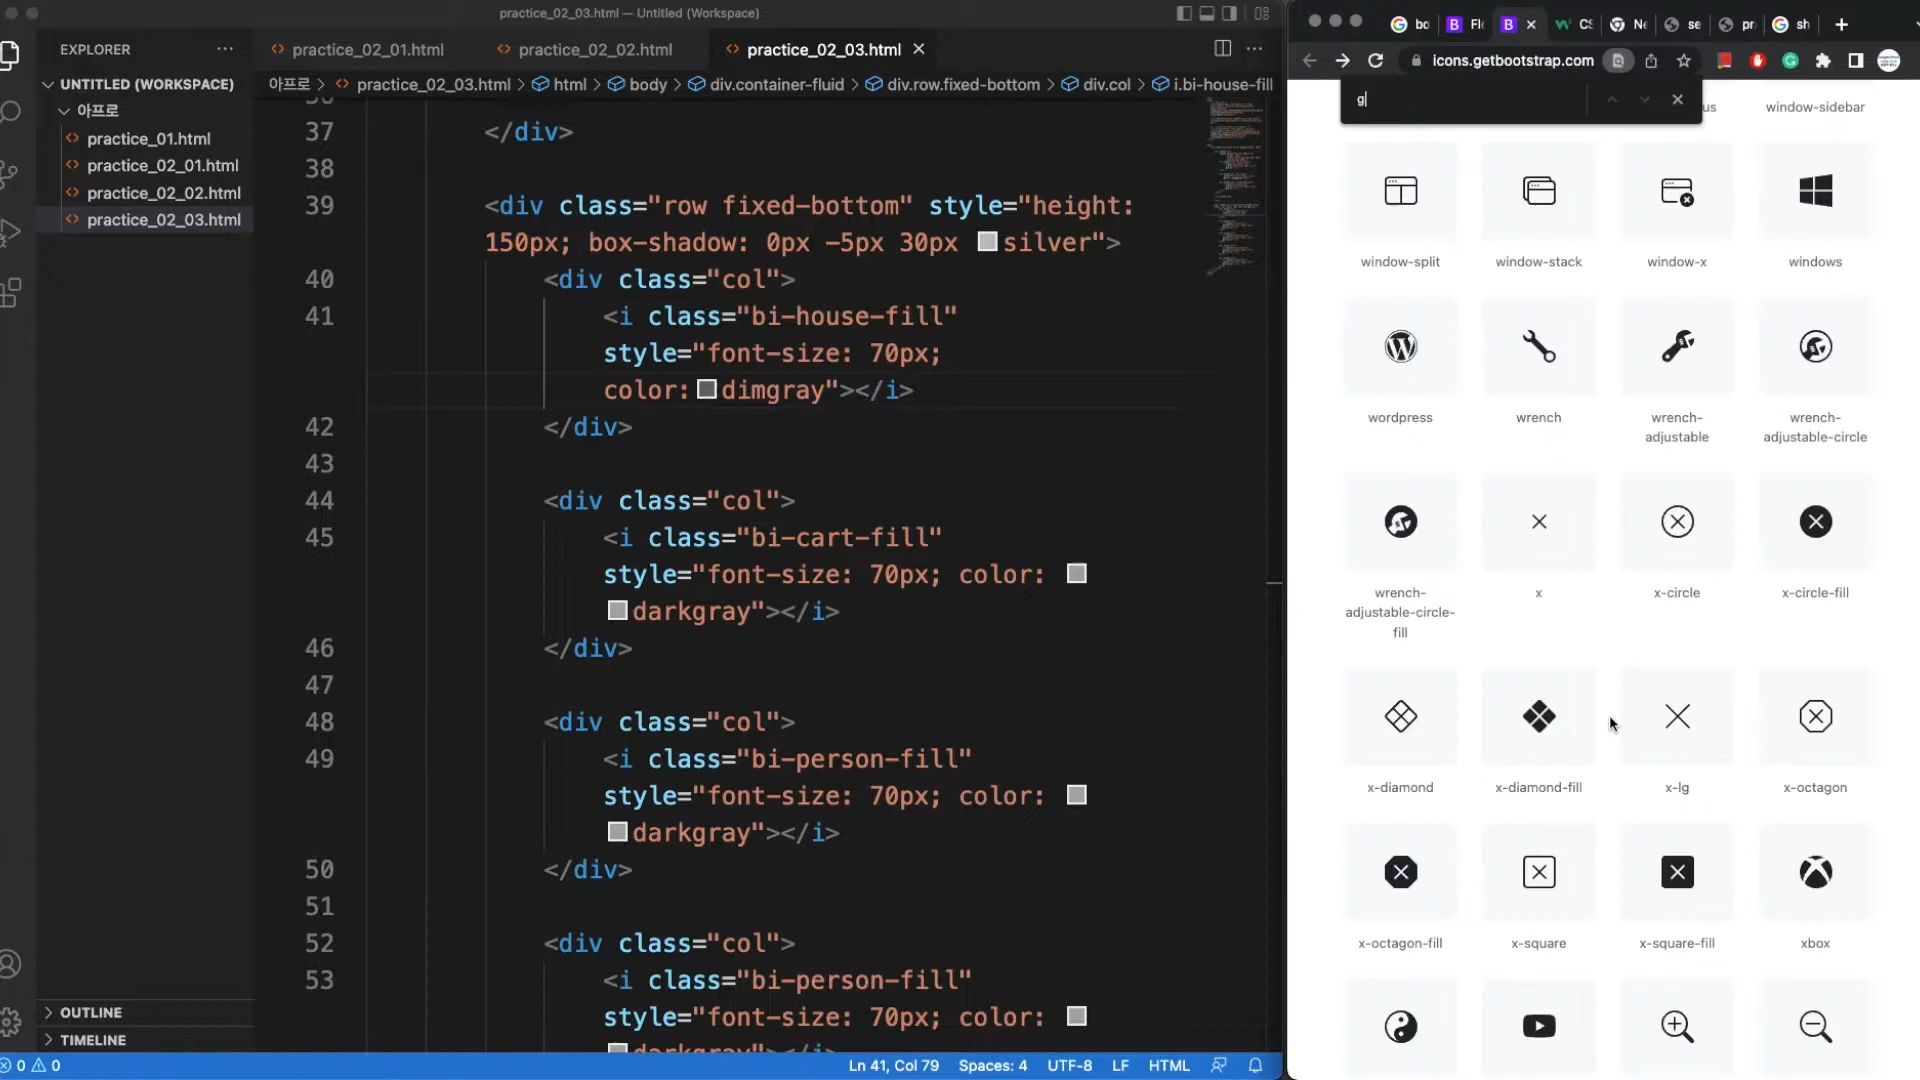 practice_02_03.html — Untitled (Workspace)
EXPLORER
UNTITLED (WORKSPACE)
아프로
practice_01.html
practice_02_01.html
practice_02_02.html
practice_02_03.html
OUTLINE
TIMELINE
practice_02_01.html
practice_02_02.html
practice_02_03.html
아프로 > practice_02_03.html > html > body > div.container-fluid > div.row.fixed-bottom > div.col > i.bi-house-fill
37 </div>
38
39 <div class="row fixed-bottom" style="height:
150px; box-shadow: 0px -5px 30px silver">
40 <div class="col">
41 <i class="bi-house-fill"
style="font-size: 70px;
color: dimgray"></i>
42 </div>
43
44 <div class="col">
45 <i class="bi-cart-fill"
style="font-size: 70px; color:
darkgray"></i>
46 </div>
47
48 <div class="col">
49 <i class="bi-person-fill"
style="font-size: 70px; color:
darkgray"></i>
50 </div>
51
52 <div class="col">
53 <i class="bi-person-fill"
style="font-size: 70px; color:
darkgray"></i>
0 0
Ln 41, Col 79 Spaces: 4 UTF-8 LF HTML
bo Fl CS Ne se pr sh
icons.getbootstrap.com
g
us window-sidebar
window-split window-stack window-x windows
wordpress wrench wrench-adjustable wrench-adjustable-circle
wrench-adjustable-circle-fill x x-circle x-circle-fill
x-diamond x-diamond-fill x-lg x-octagon
x-octagon-fill x-square x-square-fill xbox